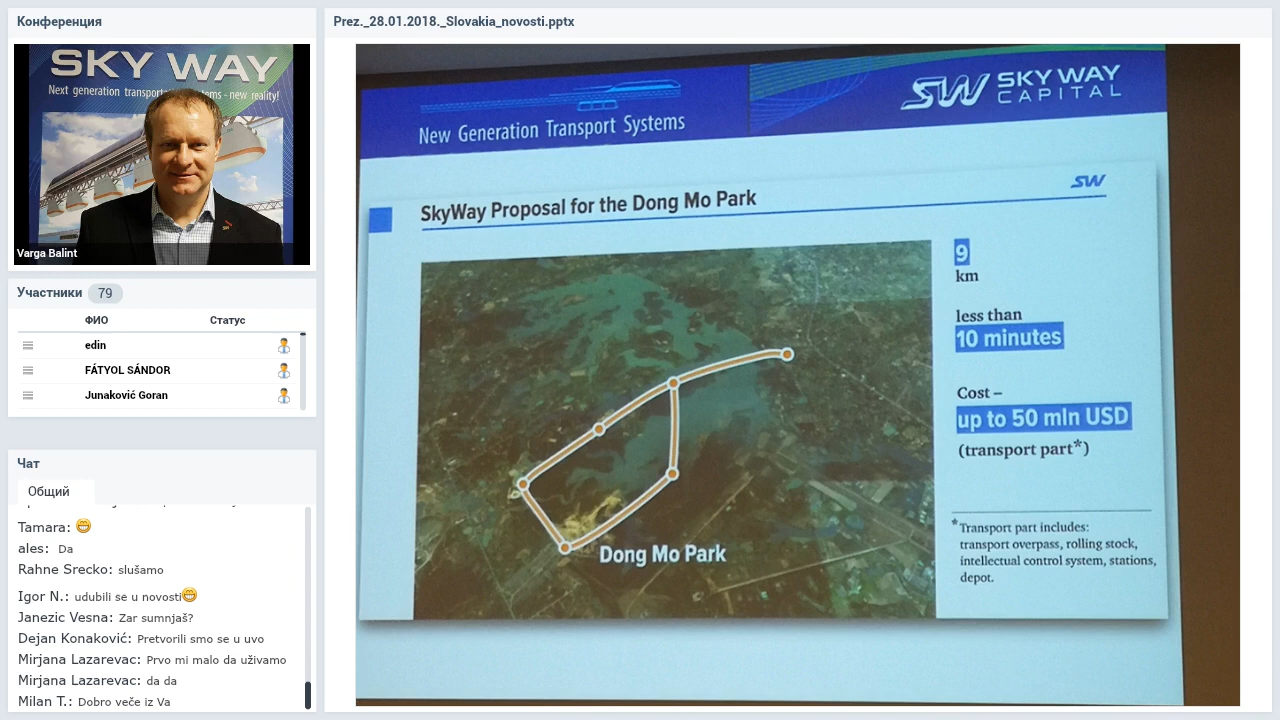 Конференция
SKY WAY
Next generation transporta
ems - new reality!
Varga Balint
Участники 79
ФИО Статус
edin
FÁTYOL SÁNDOR
Junaković Goran
Чат
Общий
Tamara:
ales: Da
Rahne Srecko: slušamo
Igor N.: udubili se u novosti
Janezic Vesna: Zar sumnjaš?
Dejan Konaković: Pretvorili smo se u uvo
Mirjana Lazarevac: Prvo mi malo da uživamo
Mirjana Lazarevac: da da
Milan T.: Dobro veče iz Va
Prez._28.01.2018._Slovakia_novosti.pptx
New Generation Transport Systems
SW SKY WAY
CAPITAL
SW
SkyWay Proposal for the Dong Mo Park
Dong Mo Park
9
km
less than
10 minutes
Cost –
up to 50 mln USD
(transport part*)
* Transport part includes:
transport overpass, rolling stock,
intellectual control system, stations,
depot.